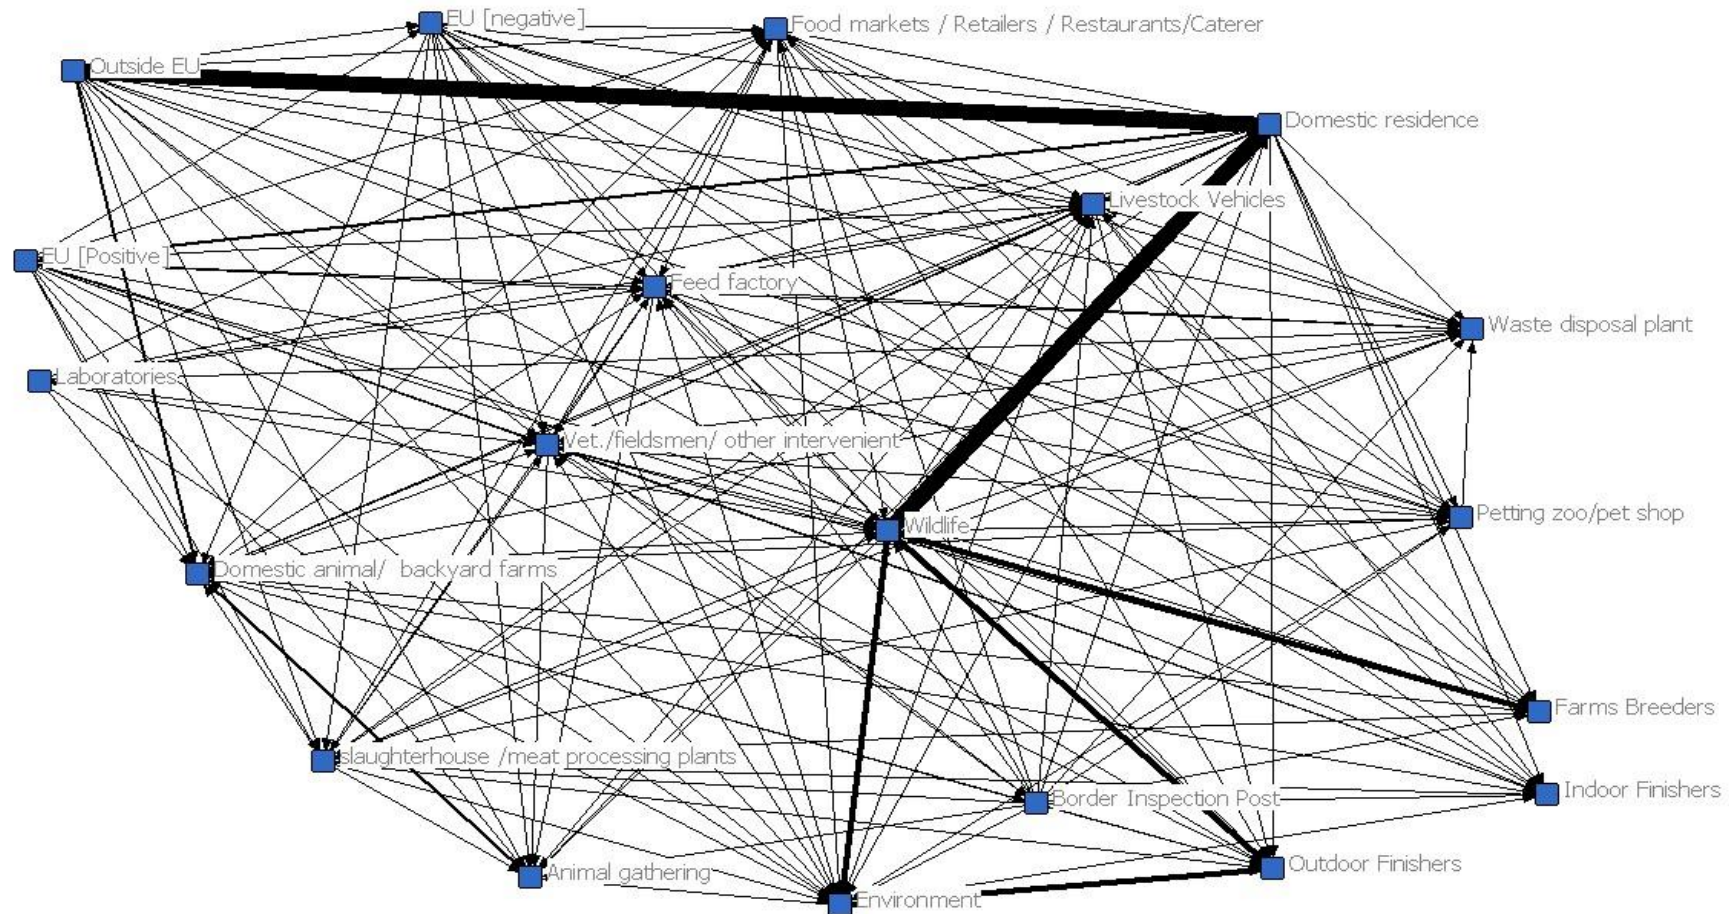 EU [negative]
Food markets / Retailers / Restaurants/Caterer
Outside EU
Domestic residence
Livestock Vehicles
EU [Positive]
Feed factory
Waste disposal plant
Laboratories
Vet./fieldsmen/ other intervenient
Petting zoo/pet shop
Wildlife
Domestic animal/ backyard farms
Farms Breeders
slaughterhouse /meat processing plants
Indoor Finishers
Border Inspection Post
Outdoor Finishers
Animal gathering
Environment